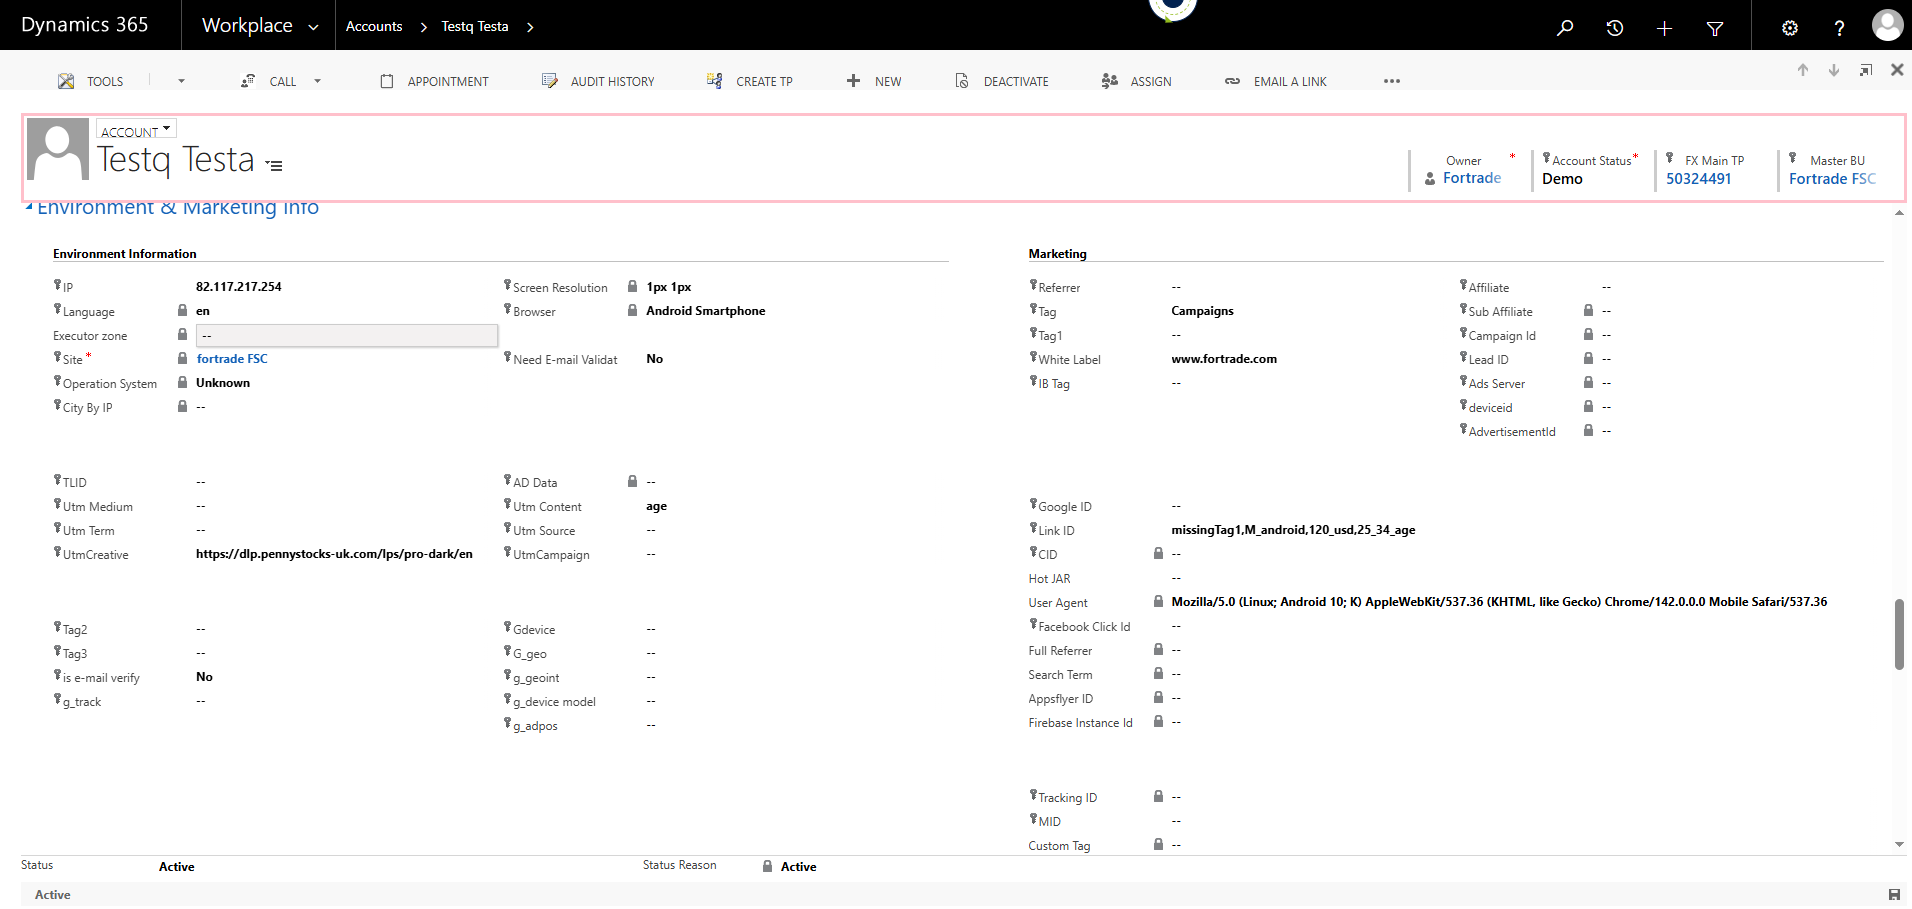 Dynamics 365 Workplace Accounts Testq Testa
TOOLS CALL APPOINTMENT AUDIT HISTORY CREATE TP NEW DEACTIVATE ASSIGN EMAIL A LINK •••
ACCOUNT
Testq Testa
Owner * Account Status * FX Main TP Master BU
Fortrade Demo 50324491 Fortrade FSC
Environment & Marketing Info
Environment Information
IP 82.117.217.254 Screen Resolution 1px 1px
Language en Browser Android Smartphone
Executor zone --
Site * fortrade FSC Need E-mail Validat No
Operation System Unknown
City By IP --
TLID -- AD Data --
Utm Medium -- Utm Content age
Utm Term -- Utm Source --
UtmCreative https://dlp.pennystocks-uk.com/lps/pro-dark/en UtmCampaign --
Tag2 -- Gdevice --
Tag3 -- G_geo --
is e-mail verify No g_geoint --
g_track -- g_device model --
g_adpos --
Marketing
Referrer -- Affiliate --
Tag Campaigns Sub Affiliate --
Tag1 -- Campaign Id --
White Label www.fortrade.com Lead ID --
IB Tag -- Ads Server --
deviceid --
AdvertisementId --
Google ID --
Link ID missingTag1,M_android,120_usd,25_34_age
CID --
Hot JAR --
User Agent Mozilla/5.0 (Linux; Android 10; K) AppleWebKit/537.36 (KHTML, like Gecko) Chrome/142.0.0.0 Mobile Safari/537.36
Facebook Click Id --
Full Referrer --
Search Term --
Appsflyer ID --
Firebase Instance Id --
Tracking ID --
MID --
Custom Tag --
Status Active Status Reason Active
Active